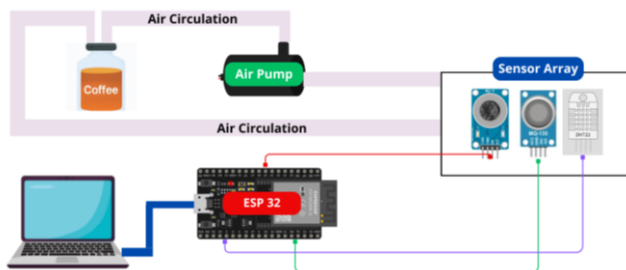 Air Circulation
Air Pump
Sensor Array
Coffee
Air Circulation
MQ-135
DHT22
ESP 32